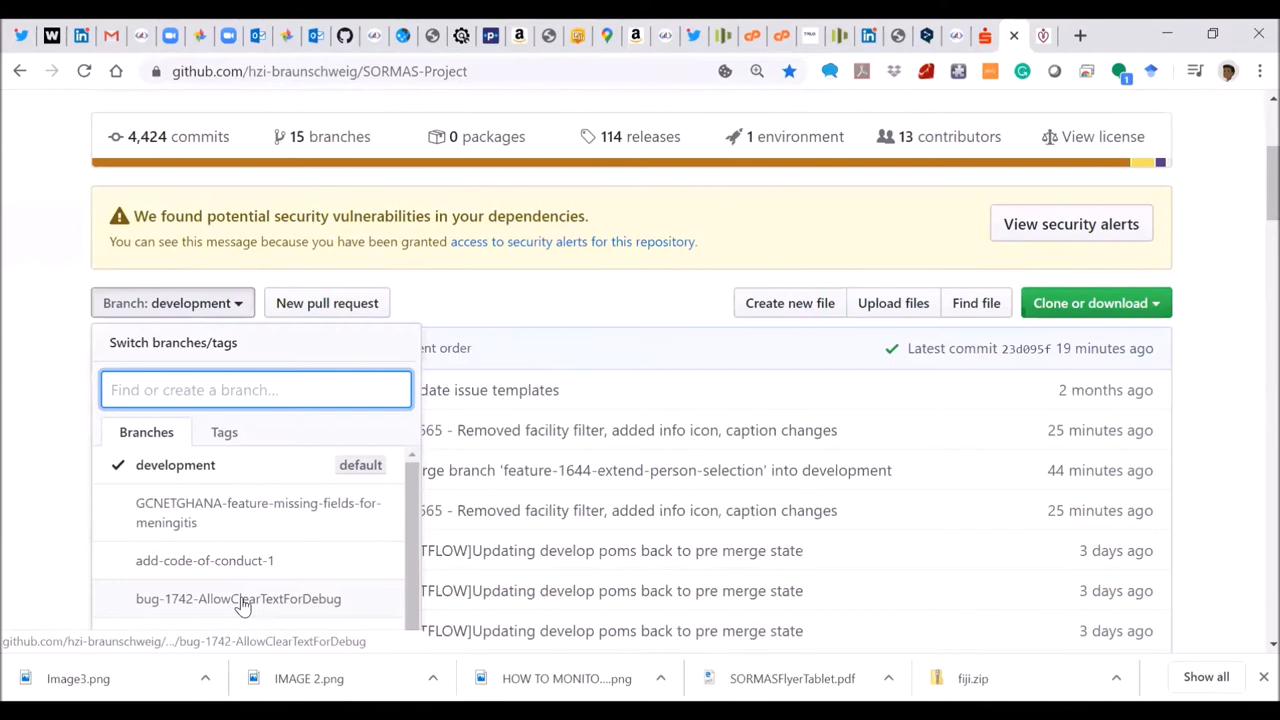 github.com/hzi-braunschweig/SORMAS-Project
1
4,424 commits
15 branches
0 packages
114 releases
1 environment
13 contributors
View license
We found potential security vulnerabilities in your dependencies.
You can see this message because you have been granted access to security alerts for this repository.
View security alerts
Branch: development
New pull request
Create new file
Upload files
Find file
Clone or download
Switch branches/tags
ent order
Latest commit 23d095f 19 minutes ago
Find or create a branch...
date issue templates
2 months ago
Branches
Tags
565 - Removed facility filter, added info icon, caption changes
25 minutes ago
development
default
rge branch 'feature-1644-extend-person-selection' into development
44 minutes ago
GCNETGHANA-feature-missing-fields-for-
meningitis
565 - Removed facility filter, added info icon, caption changes
25 minutes ago
add-code-of-conduct-1
TFLOW]Updating develop poms back to pre merge state
3 days ago
bug-1742-AllowClearTextForDebug
TFLOW]Updating develop poms back to pre merge state
3 days ago
TFLOW]Updating develop poms back to pre merge state
3 days ago
github.com/hzi-braunschweig/.../bug-1742-AllowClearTextForDebug
Image3.png
IMAGE 2.png
HOW TO MONITO....png
SORMASFlyerTablet.pdf
fiji.zip
Show all